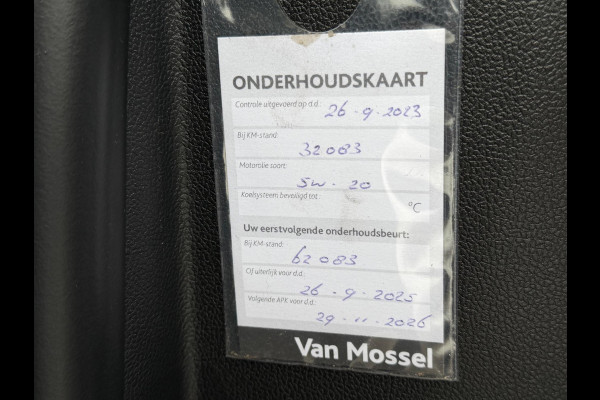 ONDERHOUDSKAART
Controle uitgevoerd op d.d.: 26-9-2023
Bij KM-stand: 32083
Motorolie soort: 5w-20
Koelsysteem beveiligd tot: °C
Uw eerstvolgende onderhoudsbeurt:
Bij KM-stand: 62083
Of uiterlijk voor d.d.: 26-9-2025
Volgende APK voor d.d.: 29-11-2026
Van Mossel